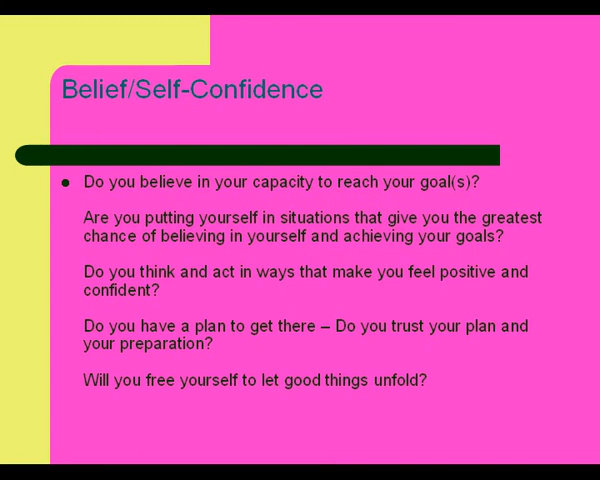 Belief/Self-Confidence
Do you believe in your capacity to reach your goal(s)?
Are you putting yourself in situations that give you the greatest
chance of believing in yourself and achieving your goals?
Do you think and act in ways that make you feel positive and
confident?
Do you have a plan to get there – Do you trust your plan and
your preparation?
Will you free yourself to let good things unfold?